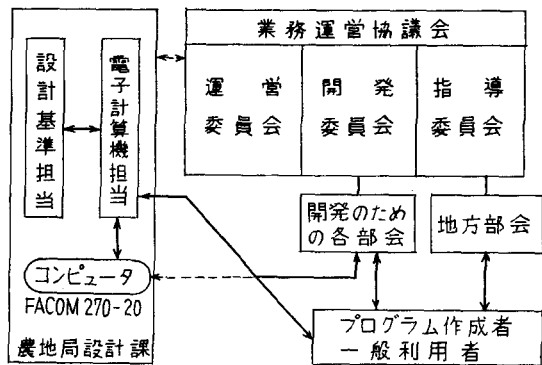 設計基準担当
電子計算機担当
コンピュータ
FACOM 270-20
農地局設計課
業務運営協議会
運営
委員会
開発
委員会
指導
委員会
開発のため
の各部会
地方部会
プログラム作成者
一般利用者